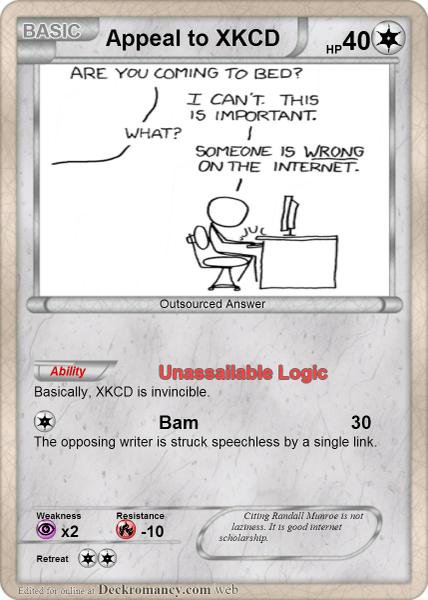 BASIC
Appeal to XKCD
HP 40
ARE YOU COMING TO BED?
I CAN'T. THIS
IS IMPORTANT.
WHAT?
SOMEONE IS WRONG
ON THE INTERNET.
Outsourced Answer
Ability Unassailable Logic
Basically, XKCD is invincible.
Bam 30
The opposing writer is struck speechless by a single link.
Weakness Resistance
x2 -10
Citing Randall Munroe is not
laziness. It is good internet
scholarship.
Retreat
Edited for online at Deckromancy.com web